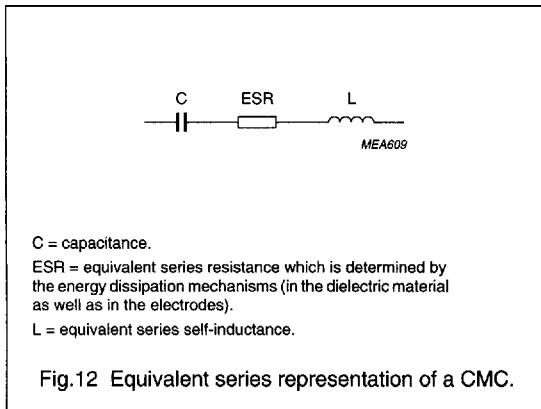 C ESR L
MEA609
C = capacitance.
ESR = equivalent series resistance which is determined by
the energy dissipation mechanisms (in the dielectric material
as well as in the electrodes).
L = equivalent series self-inductance.
Fig.12 Equivalent series representation of a CMC.